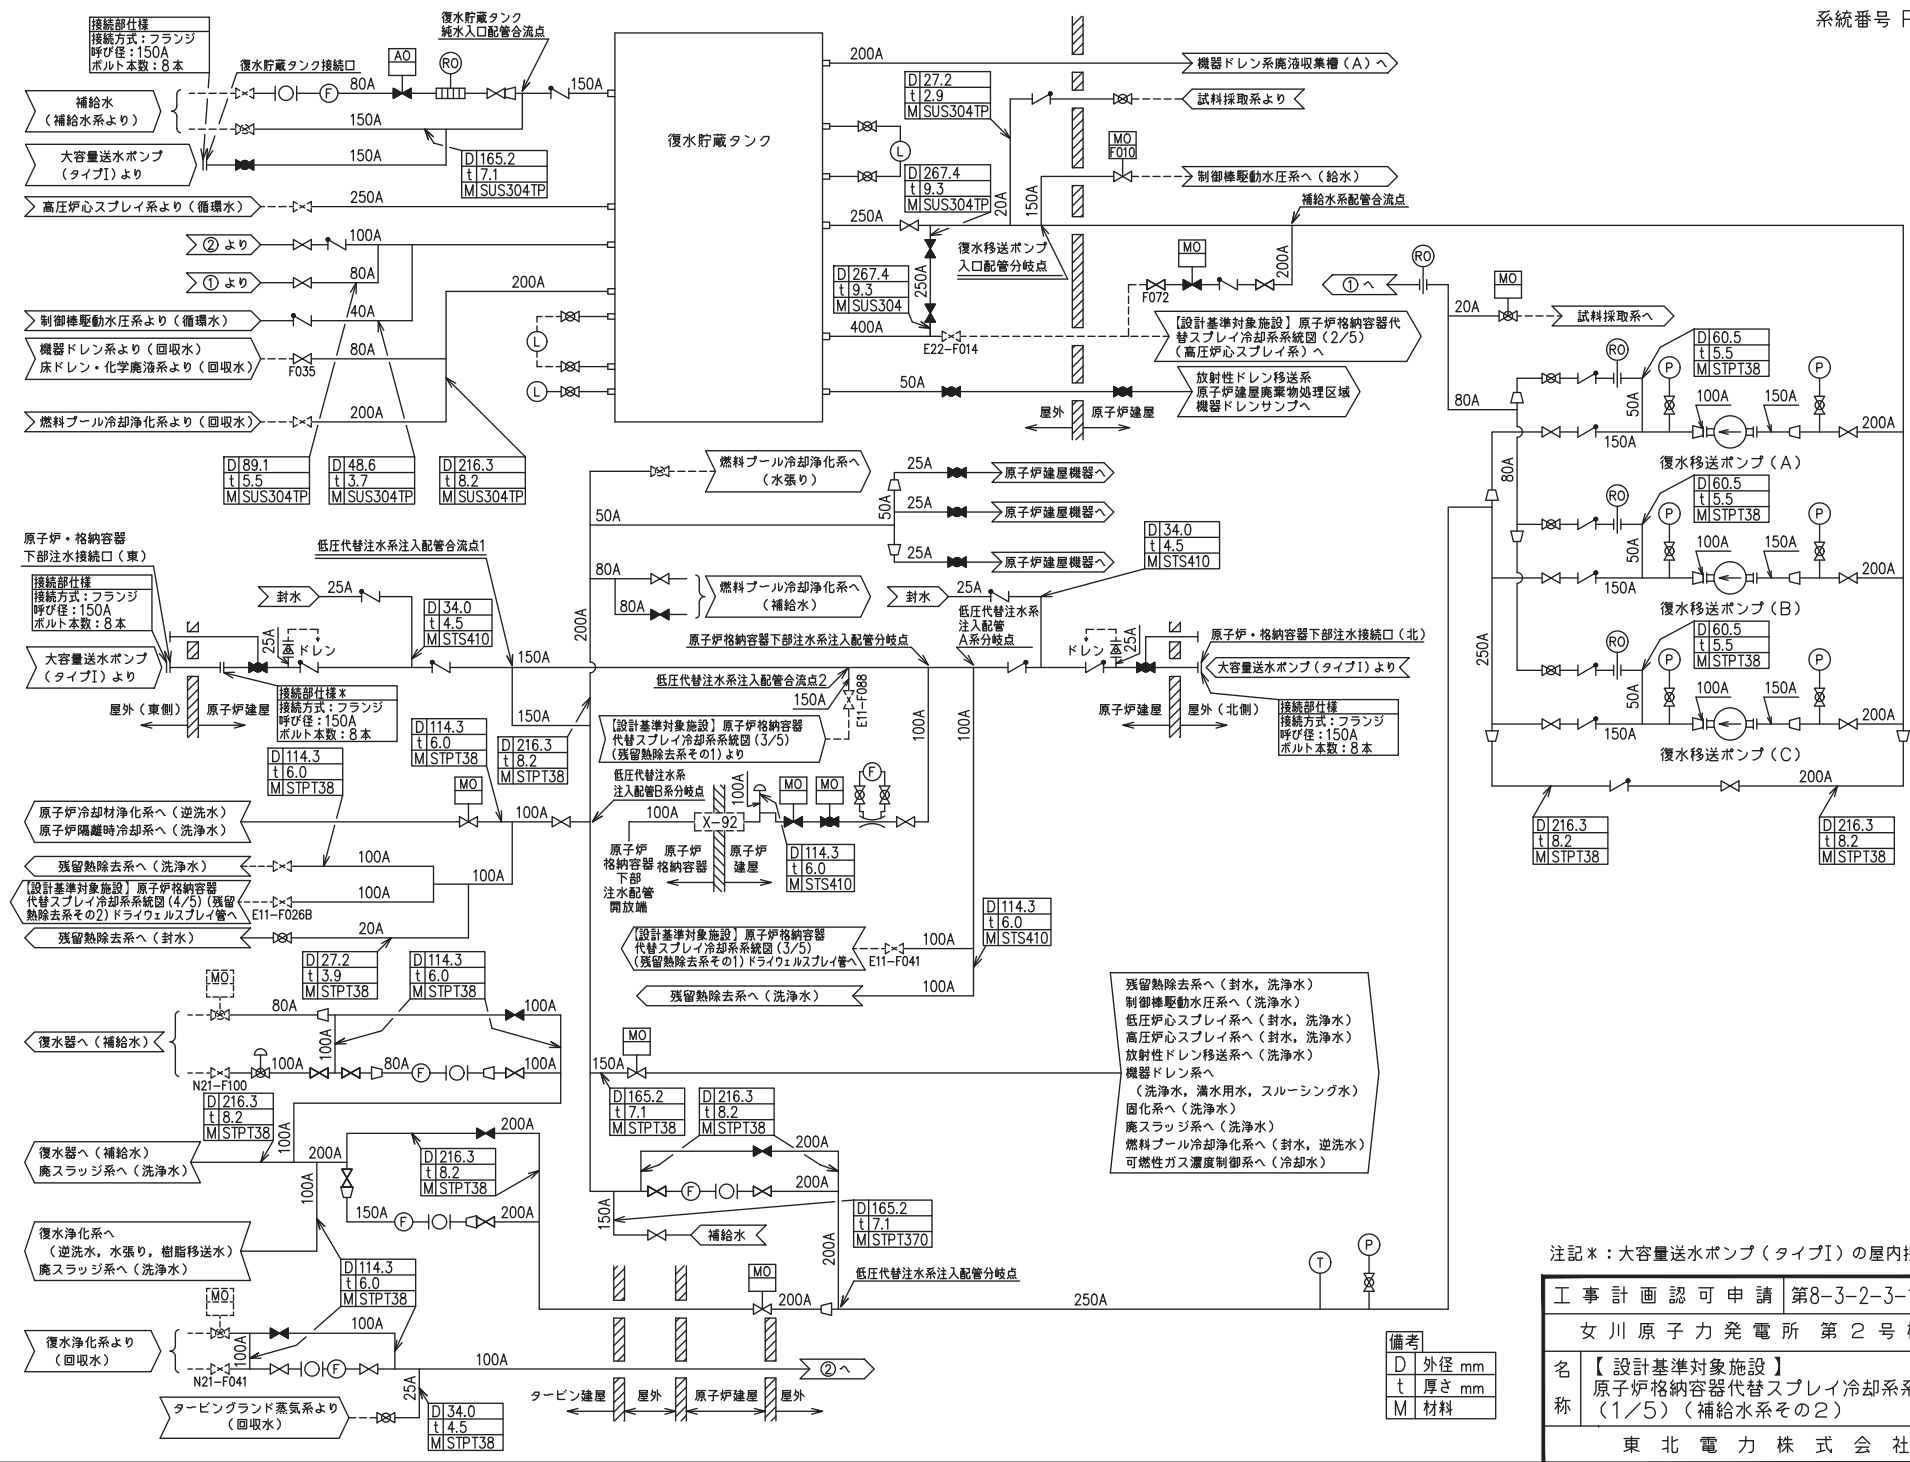 系統番号
接続部仕様
接続方式：フランジ
呼び径：150A
ボルト本数：8本
復水貯蔵タンク接続口
復水貯蔵タンク
純水入口配管合流点
AO
RO
80A
F
150A
補給水
（補給水系より）
150A
大容量送水ポンプ
（タイプI）より
150A
D 165.2
t 7.1
M SUS304TP
高圧炉心スプレイ系より（循環水）
250A
②より
100A
①より
80A
制御棒駆動水圧系より（循環水）
40A
200A
機器ドレン系より（回収水）
床ドレン・化学廃液系より（回収水）
F035
80A
燃料プール冷却浄化系より（回収水）
200A
L
L
D 89.1
t 5.5
M SUS304TP
D 48.6
t 3.7
M SUS304TP
D 216.3
t 8.2
M SUS304TP
復水貯蔵タンク
200A
機器ドレン系廃液収集槽（A）へ
D 27.2
t 2.9
M SUS304TP
試料採取系より
L
MO
F010
制御棒駆動水圧系へ（給水）
D 267.4
t 9.3
M SUS304TP
20A
150A
補給水系配管合流点
250A
復水移送ポンプ
入口配管分岐点
D 267.4
t 9.3
M SUS304
250A
MO
F072
200A
①へ
RO
MO
20A
試料採取系へ
400A
E22-F014
【設計基準対象施設】原子炉格納容器代
替スプレイ冷却系系統図（2/5）
（高圧炉心スプレイ系）へ
50A
放射性ドレン移送系
原子炉建屋廃棄物処理区域
機器ドレンサンプへ
屋外
原子炉建屋
80A
RO
D 60.5
t 5.5
M STPT38
P
P
50A
100A
150A
200A
150A
復水移送ポンプ（A）
80A
RO
D 60.5
t 5.5
M STPT38
P
P
50A
100A
150A
200A
150A
復水移送ポンプ（B）
250A
RO
D 60.5
t 5.5
M STPT38
P
P
50A
100A
150A
200A
150A
復水移送ポンプ（C）
200A
D 216.3
t 8.2
M STPT38
D 216.3
t 8.2
M STPT38
燃料プール冷却浄化系へ
（水張り）
25A
原子炉建屋機器へ
50A
50A
25A
原子炉建屋機器へ
25A
原子炉建屋機器へ
80A
80A
燃料プール冷却浄化系へ
（補給水）
封水
25A
D 34.0
t 4.5
M STS410
原子炉・格納容器
下部注水接続口（東）
接続部仕様
接続方式：フランジ
呼び径：150A
ボルト本数：8本
低圧代替注水系注入配管合流点1
封水
25A
D 34.0
t 4.5
M STS410
25A
ドレン
200A
大容量送水ポンプ
（タイプI）より
接続部仕様＊
接続方式：フランジ
呼び径：150A
ボルト本数：8本
屋外（東側）
原子炉建屋
150A
150A
原子炉格納容器下部注水系注入配管分岐点
低圧代替注水系
注入配管
A系分岐点
ドレン
25A
原子炉・格納容器下部注水接続口（北）
大容量送水ポンプ（タイプI）より
接続部仕様
接続方式：フランジ
呼び径：150A
ボルト本数：8本
原子炉建屋
屋外（北側）
低圧代替注水系注入配管合流点2
150A
E11-F088
100A
100A
【設計基準対象施設】原子炉格納容器
代替スプレイ冷却系系統図（3/5）
（残留熱除去系その1）より
D 114.3
t 6.0
M STPT38
D 114.3
t 6.0
M STPT38
D 216.3
t 8.2
M STPT38
低圧代替注水系
注入配管B系分岐点
MO
100A
原子炉冷却材浄化系へ（逆洗水）
原子炉隔離時冷却系へ（洗浄水）
100A
X-92
100A
MO
MO
F
原子炉
格納容器
下部
注水配管
開放端
原子炉
格納容器
原子炉
建屋
D 114.3
t 6.0
M STS410
残留熱除去系へ（洗浄水）
100A
100A
【設計基準対象施設】原子炉格納容器
代替スプレイ冷却系系統図（4/5）（残留
熱除去系その2）ドライウェルスプレイ管へ
E11-F026B
100A
残留熱除去系へ（封水）
20A
D 27.2
t 3.9
M STPT38
D 114.3
t 6.0
M STPT38
D 114.3
t 6.0
M STS410
【設計基準対象施設】原子炉格納容器
代替スプレイ冷却系系統図（3/5）
（残留熱除去系その1）ドライウェルスプレイ管へ
E11-F041
100A
残留熱除去系へ（洗浄水）
100A
MO
80A
100A
復水器へ（補給水）
100A
N21-F100
100A
80A
F
100A
D 216.3
t 8.2
M STPT38
100A
復水器へ（補給水）
廃スラッジ系へ（洗浄水）
200A
200A
D 216.3
t 8.2
M STPT38
100A
150A
F
200A
復水浄化系へ
（逆洗水，水張り，樹脂移送水）
廃スラッジ系へ（洗浄水）
D 114.3
t 6.0
M STPT38
MO
150A
D 165.2
t 7.1
M STPT38
D 216.3
t 8.2
M STPT38
200A
F
200A
150A
補給水
D 165.2
t 7.1
M STPT370
200A
残留熱除去系へ（封水，洗浄水）
制御棒駆動水圧系へ（洗浄水）
低圧炉心スプレイ系へ（封水，洗浄水）
高圧炉心スプレイ系へ（封水，洗浄水）
放射性ドレン移送系へ（洗浄水）
機器ドレン系へ
（洗浄水，満水用水，スルーシング水）
固化系へ（洗浄水）
廃スラッジ系へ（洗浄水）
燃料プール冷却浄化系へ（封水，逆洗水）
可燃性ガス濃度制御系へ（冷却水）
MO
200A
低圧代替注水系注入配管分岐点
250A
T
P
MO
100A
復水浄化系より
（回収水）
100A
N21-F041
F
100A
②へ
タービングランド蒸気系より
（回収水）
25A
D 34.0
t 4.5
M STPT38
タービン建屋
屋外
原子炉建屋
屋外
備考
D 外径 mm
t 厚さ mm
M 材料
注記＊：大容量送水ポンプ（タイプI）の屋内
工事計画認可申請 第8-3-2-3-
女川原子力発電所 第2号
名称
【設計基準対象施設】
原子炉格納容器代替スプレイ冷却系
（1/5）（補給水系その2）
東北電力株式会社